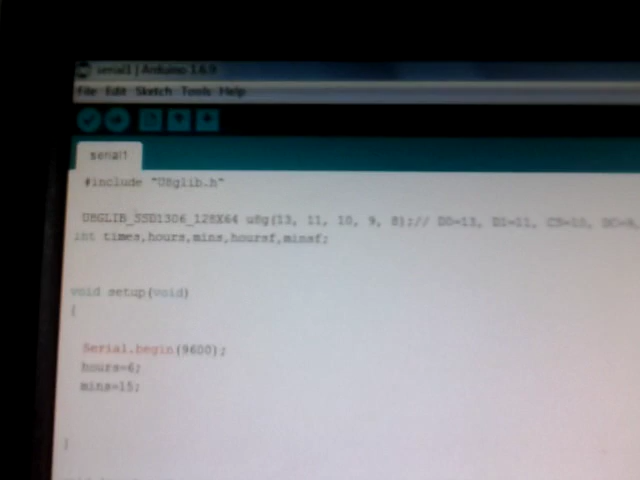 serial1 | Arduino 1.6.9
File Edit Sketch Tools Help
serial1
#include "U8glib.h"
U8GLIB_SSD1306_128X64 u8g(13, 11, 10, 9, 8);// D0=13, D1=11, CS=10, DC=9,
int times,hours,mins,hoursf,minsf;
void setup(void)
{
Serial.begin(9600);
hours=6;
mins=15;
}